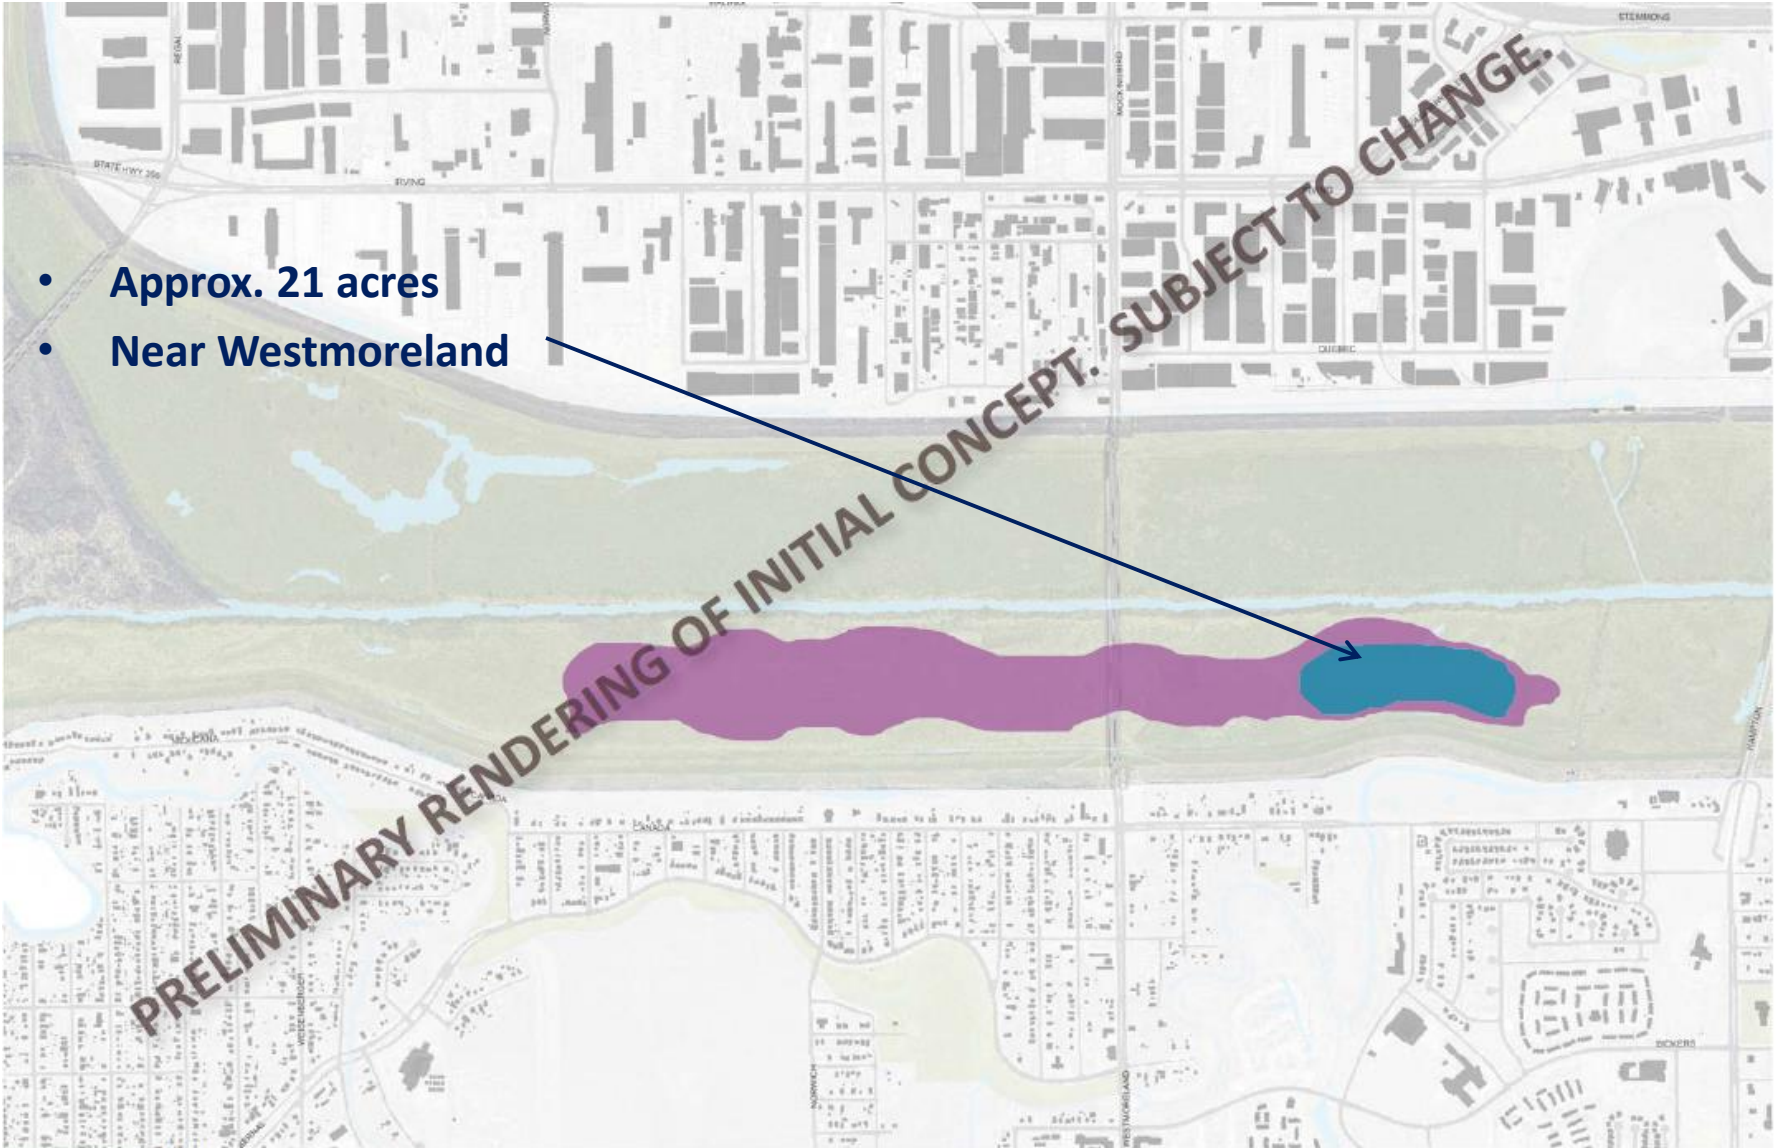 STEMMONS
REGAL
MOCKINGBIRD
STATE HWY 356
IRVING
• Approx. 21 acres
• Near Westmoreland
QUEBEC
PRELIMINARY RENDERING OF INITIAL CONCEPT. SUBJECT TO CHANGE.
HAMPTON
CANADA
BICKERS
NORWICH
WESTMORELAND